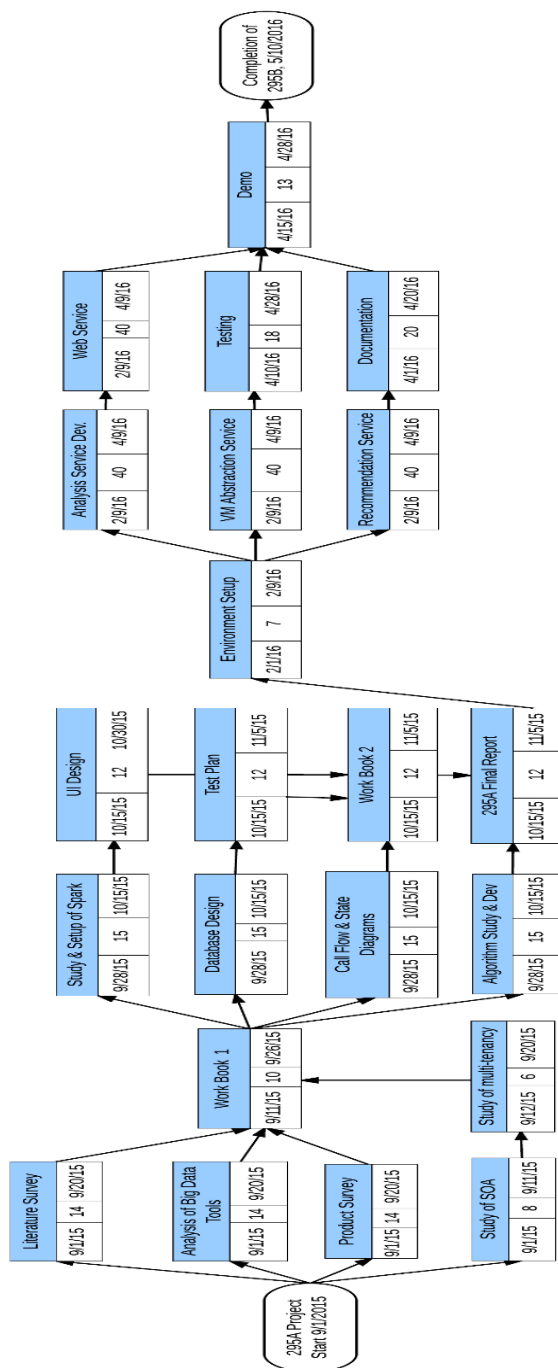 295A Project
Start 9/1/2015
Literature Survey
9/1/15 14 9/20/15
Analysis of Big Data
Tools
9/1/15 14 9/20/15
Product Survey
9/1/15 14 9/20/15
Study of SOA
9/1/15 8 9/11/15
Study of multi-tenancy
9/12/15 6 9/20/15
Work Book 1
9/11/15 10 9/26/15
Study & Setup of Spark
9/28/15 15 10/15/15
Database Design
9/28/15 15 10/15/15
Call Flow & State
Diagrams
9/28/15 15 10/15/15
Algorithm Study & Dev
9/28/15 15 10/15/15
UI Design
10/15/15 12 10/30/15
Test Plan
10/15/15 12 11/5/15
Work Book 2
10/15/15 12 11/5/15
295A Final Report
10/15/15 12 11/5/15
Environment Setup
2/1/16 7 2/9/16
Analysis Service Dev.
2/9/16 40 4/9/16
VM Abstraction Service
2/9/16 40 4/9/16
Recommendation Service
2/9/16 40 4/9/16
Web Service
2/9/16 40 4/9/16
Testing
4/10/16 18 4/28/16
Documentation
4/1/16 20 4/20/16
Demo
4/15/16 13 4/28/16
Completion of
295B, 5/10/2016